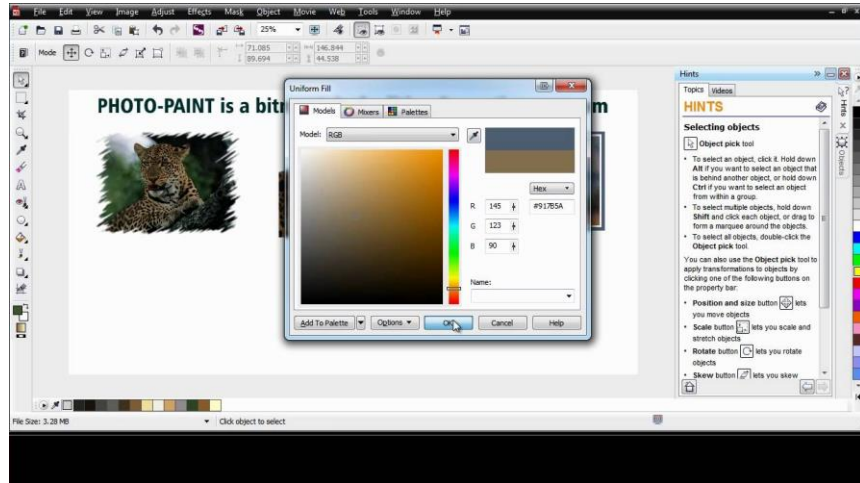 File Edit View Image Adjust Effects Mask Object Movie Web Tools Window Help
25%
Mode 71.085 146.844
89.694 44.538
PHOTO-PAINT is a bit
m
Uniform Fill
Models Mixers Palettes
Model: RGB
Hex
R 145 #917B5A
G 123
B 90
Name:
Add To Palette Options OK Cancel Help
Hints
Topics Videos
HINTS
Selecting objects
Object pick tool
• To select an object, click it. Hold down
Alt if you want to select an object that
is behind another object, or hold down
Ctrl if you want to select an object
from within a group.
• To select multiple objects, hold down
Shift and click each object, or drag to
form a marquee around the objects.
• To select all objects, double-click the
Object pick tool.
You can also use the Object pick tool to
apply transformations to objects by
clicking one of the following buttons on
the property bar:
• Position and size button lets
you move objects
• Scale button lets you scale and
stretch objects
• Rotate button lets you rotate
objects
• Skew button lets you skew
Hints
Objects
File Size: 3.28 MB Click object to select